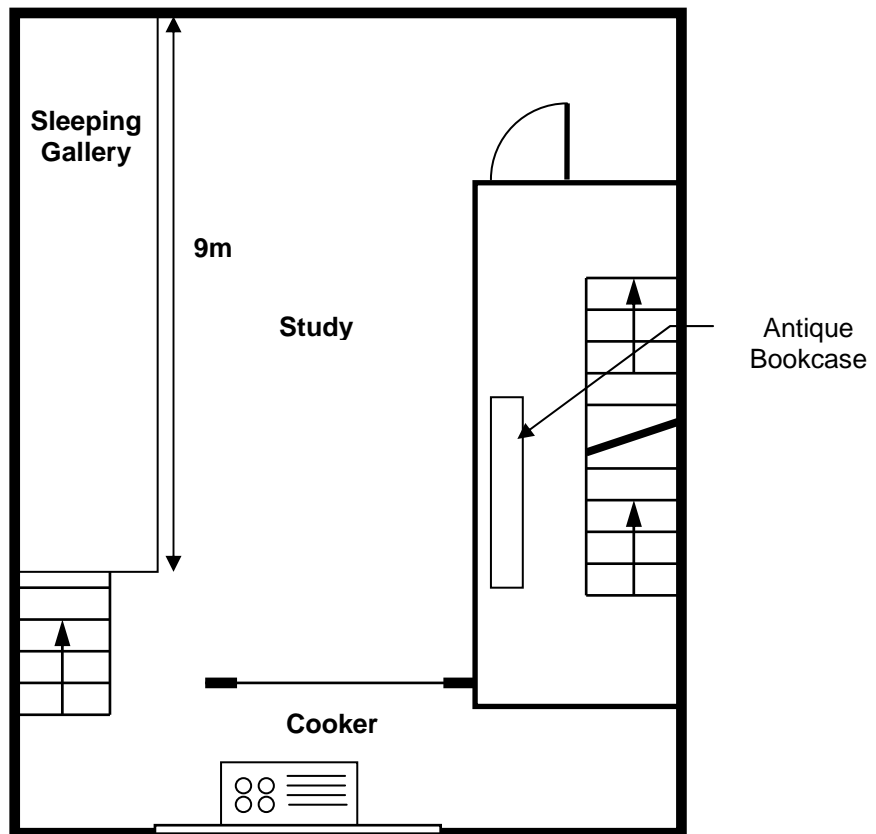 Sleeping
Gallery
9m
Study
Antique
Bookcase
Cooker